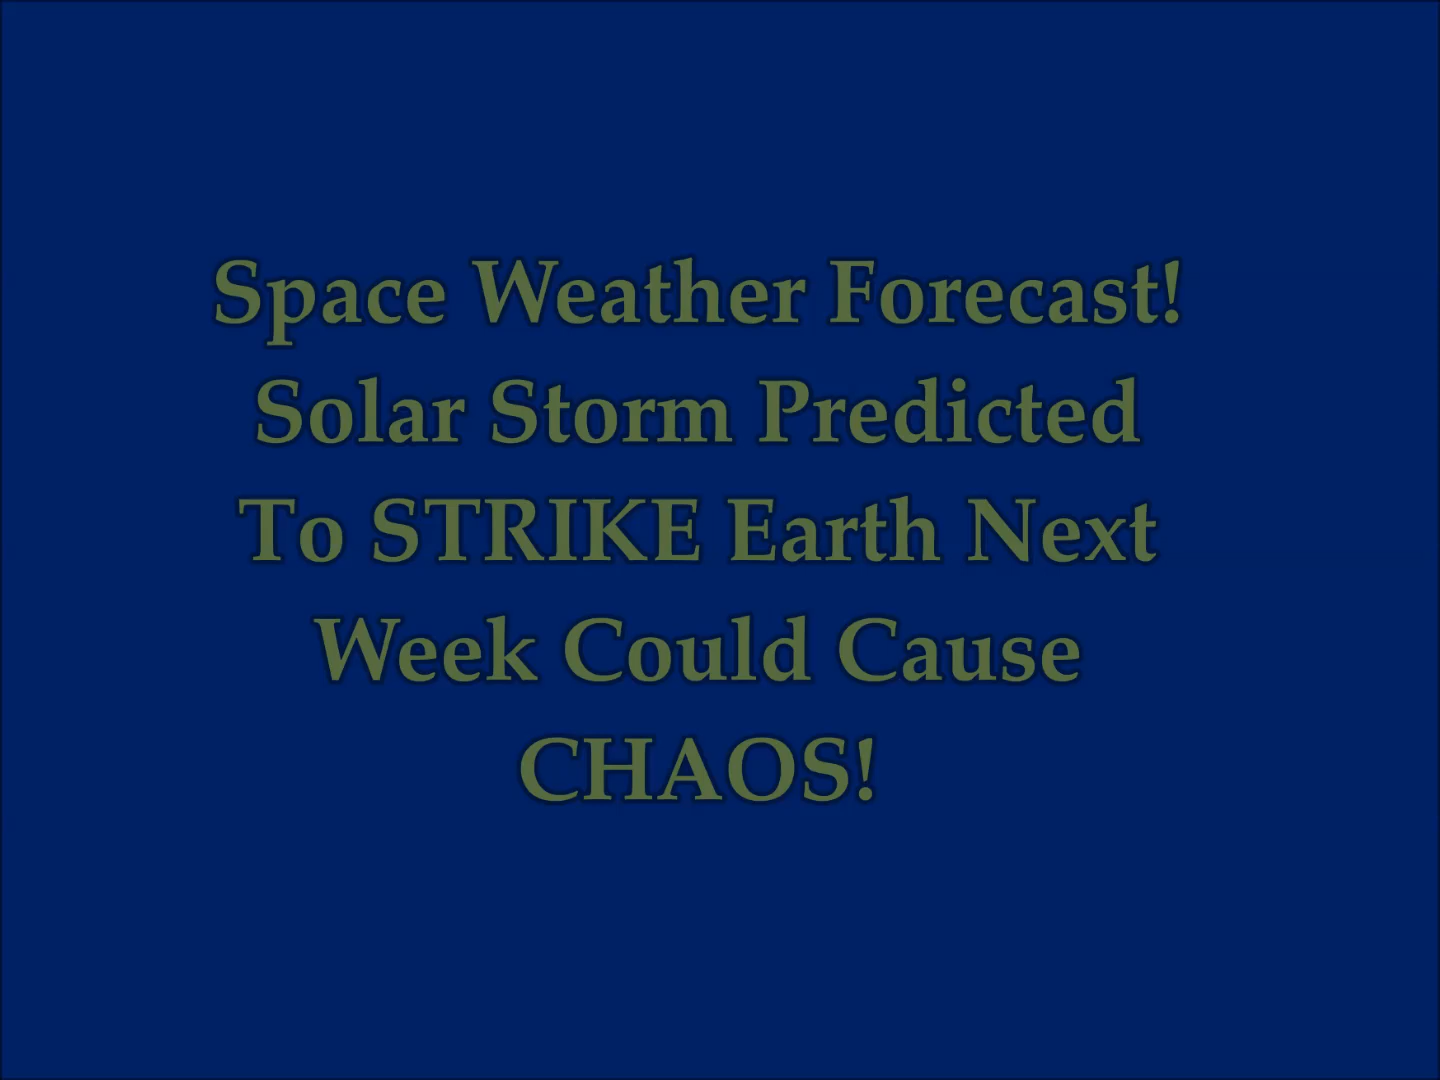 Space Weather Forecast!
Solar Storm Predicted
To STRIKE Earth Next
Week Could Cause
CHAOS!